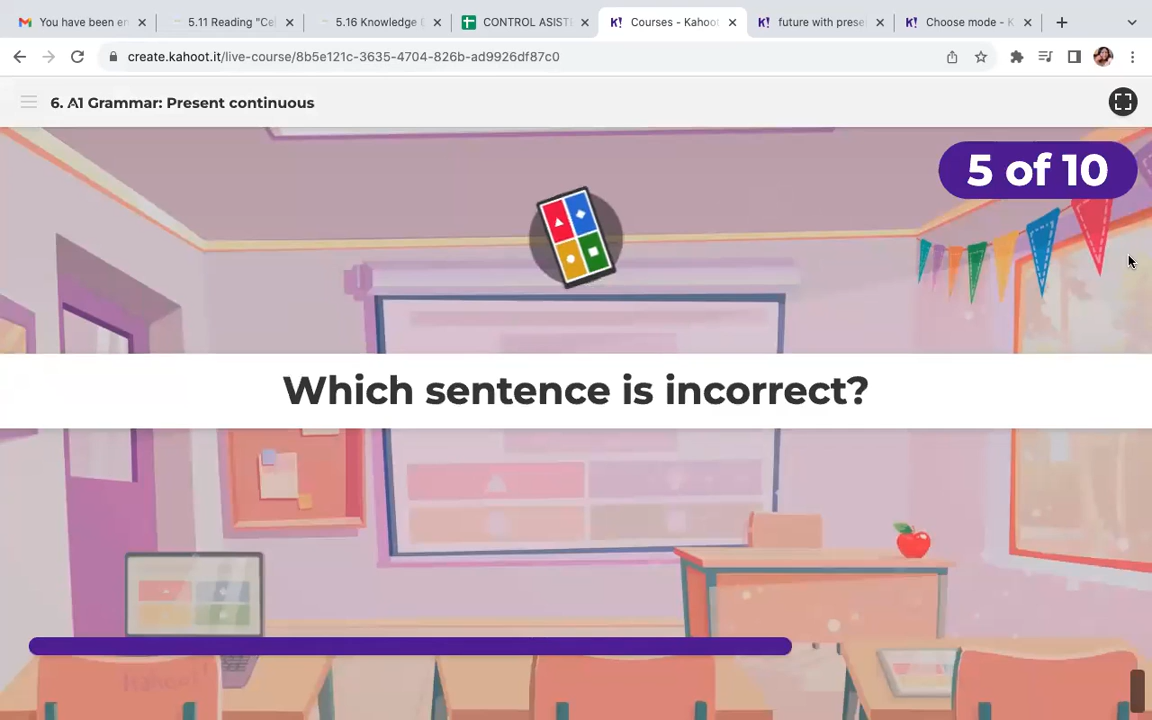 You have been en
5.11 Reading "Cel
5.16 Knowledge
CONTROL ASIST
Courses - Kahoot
future with prese
Choose mode - K
create.kahoot.it/live-course/8b5e121c-3635-4704-826b-ad9926df87c0
6. A1 Grammar: Present continuous
5 of 10
Which sentence is incorrect?
Kahoot!